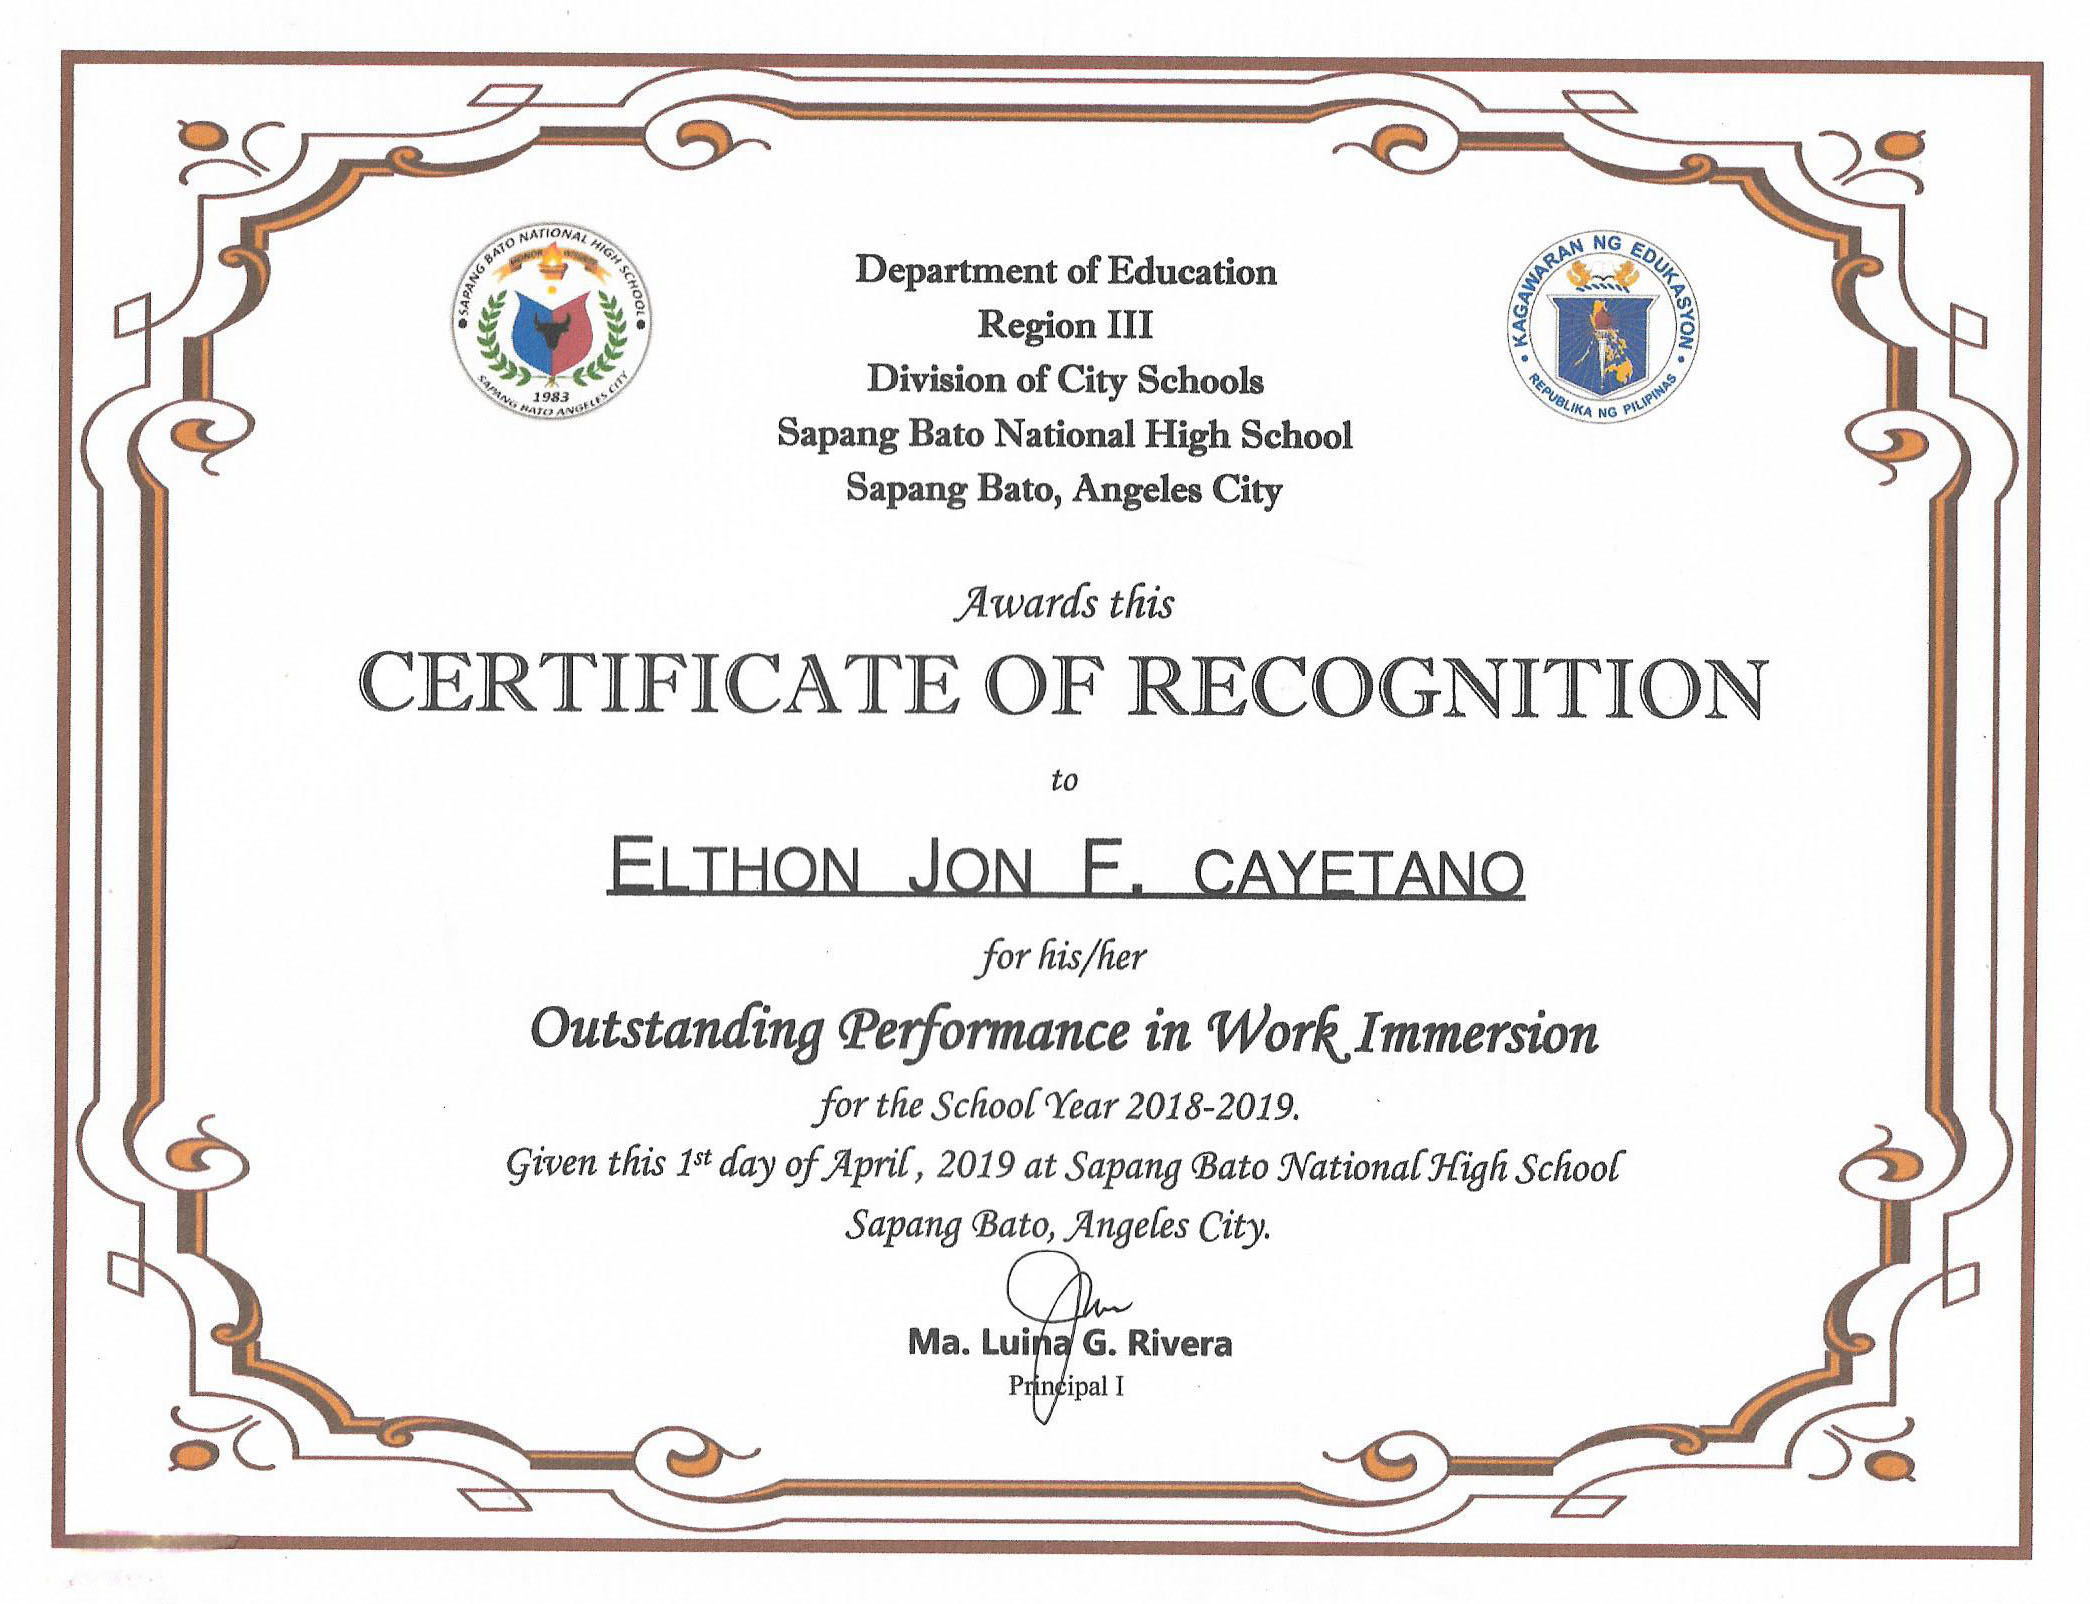 SAPANG BATO NATIONAL HIGH SCHOOL
HONOR
1983
SAPANG BATO ANGELES CITY
Department of Education
Region III
Division of City Schools
Sapang Bato National High School
Sapang Bato, Angeles City
KAGAWARAN NG EDUKASYON
REPUBLIKA NG PILIPINAS
Awards this
CERTIFICATE OF RECOGNITION
to
ELTHON JON F. CAYETANO
for his/her
Outstanding Performance in Work Immersion
for the School Year 2018-2019.
Given this 1st day of April, 2019 at Sapang Bato National High School
Sapang Bato, Angeles City.
Ma. Luina G. Rivera
Principal I